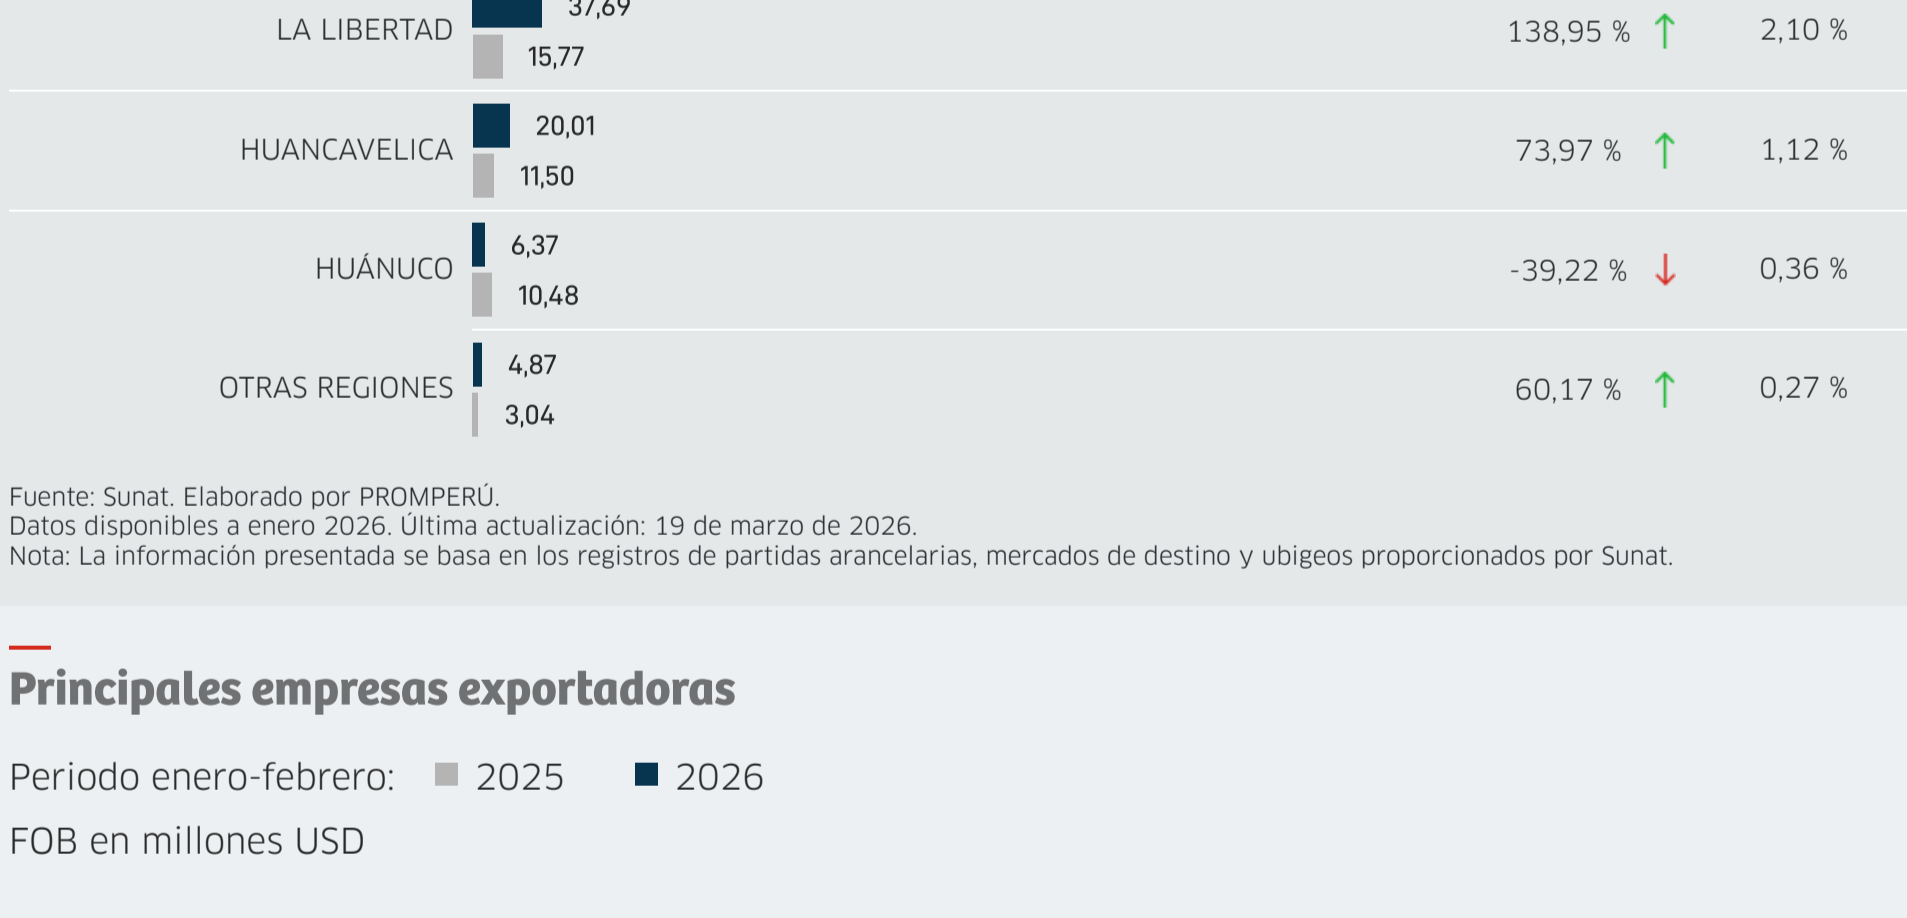 37,69
LA LIBERTAD 138,95 % ↑ 2,10 %
15,77
20,01
HUANCAVELICA 73,97 % ↑ 1,12 %
11,50
6,37
HUÁNUCO -39,22 % ↓ 0,36 %
10,48
4,87
OTRAS REGIONES 60,17 % ↑ 0,27 %
3,04
Fuente: Sunat. Elaborado por PROMPERÚ.
Datos disponibles a enero 2026. Última actualización: 19 de marzo de 2026.
Nota: La información presentada se basa en los registros de partidas arancelarias, mercados de destino y ubigeos proporcionados por Sunat.
Principales empresas exportadoras
Periodo enero-febrero: 2025 2026
FOB en millones USD